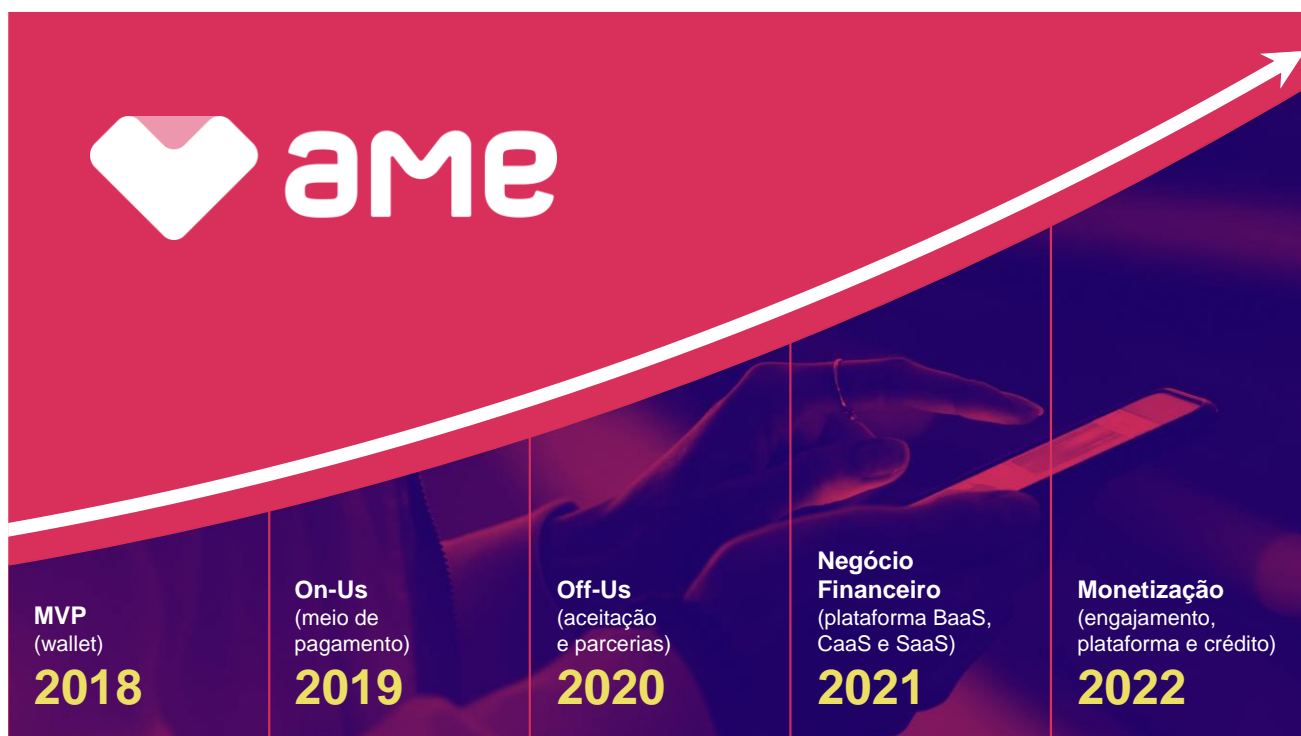 ame
MVP
(wallet)
2018
On-Us
(meio de
pagamento)
2019
Off-Us
(aceitação
e parcerias)
2020
Negócio
Financeiro
(plataforma BaaS,
CaaS e SaaS)
2021
Monetização
(engajamento,
plataforma e crédito)
2022